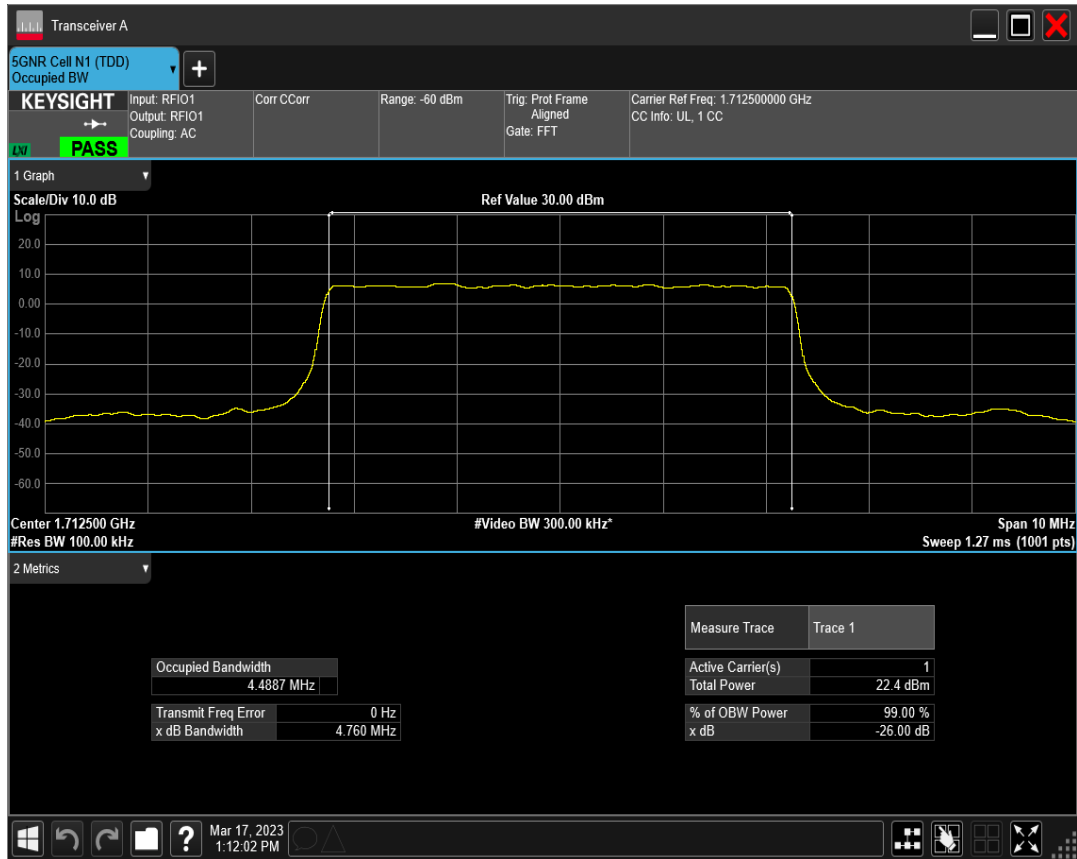 Transceiver A
5GNR Cell N1 (TDD)
Occupied BW
+
KEYSIGHT
LXI
PASS
Input: RFIO1
Output: RFIO1
Coupling: AC
Corr CCorr
Range: -60 dBm
Trig: Prot Frame
Aligned
Gate: FFT
Carrier Ref Freq: 1.712500000 GHz
CC Info: UL, 1 CC
1 Graph
Scale/Div 10.0 dB
Ref Value 30.00 dBm
Log
20.0
10.0
0.00
-10.0
-20.0
-30.0
-40.0
-50.0
-60.0
Center 1.712500 GHz
#Video BW 300.00 kHz*
Span 10 MHz
#Res BW 100.00 kHz
Sweep 1.27 ms (1001 pts)
2 Metrics
Measure Trace Trace 1
Occupied Bandwidth
4.4887 MHz
Active Carrier(s) 1
Total Power 22.4 dBm
Transmit Freq Error 0 Hz
x dB Bandwidth 4.760 MHz
% of OBW Power 99.00 %
x dB -26.00 dB
?
Mar 17, 2023
1:12:02 PM